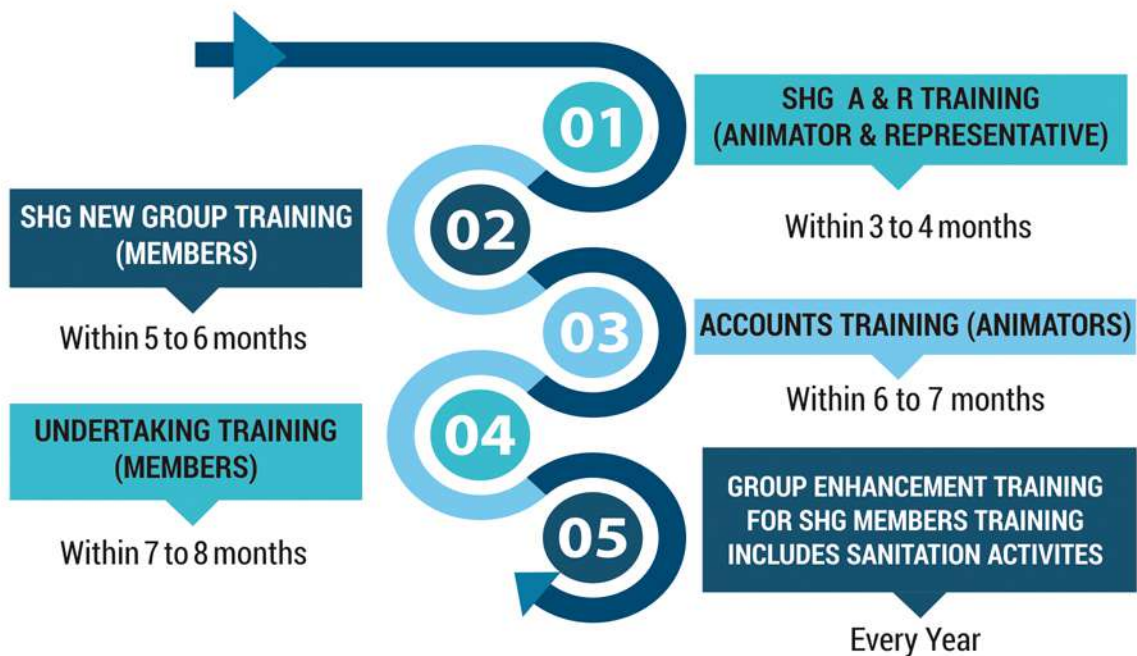 01
SHG A & R TRAINING
(ANIMATOR & REPRESENTATIVE)
Within 3 to 4 months
02
SHG NEW GROUP TRAINING
(MEMBERS)
Within 5 to 6 months
03
ACCOUNTS TRAINING (ANIMATORS)
Within 6 to 7 months
04
UNDERTAKING TRAINING
(MEMBERS)
Within 7 to 8 months
05
GROUP ENHANCEMENT TRAINING
FOR SHG MEMBERS TRAINING
INCLUDES SANITATION ACTIVITES
Every Year